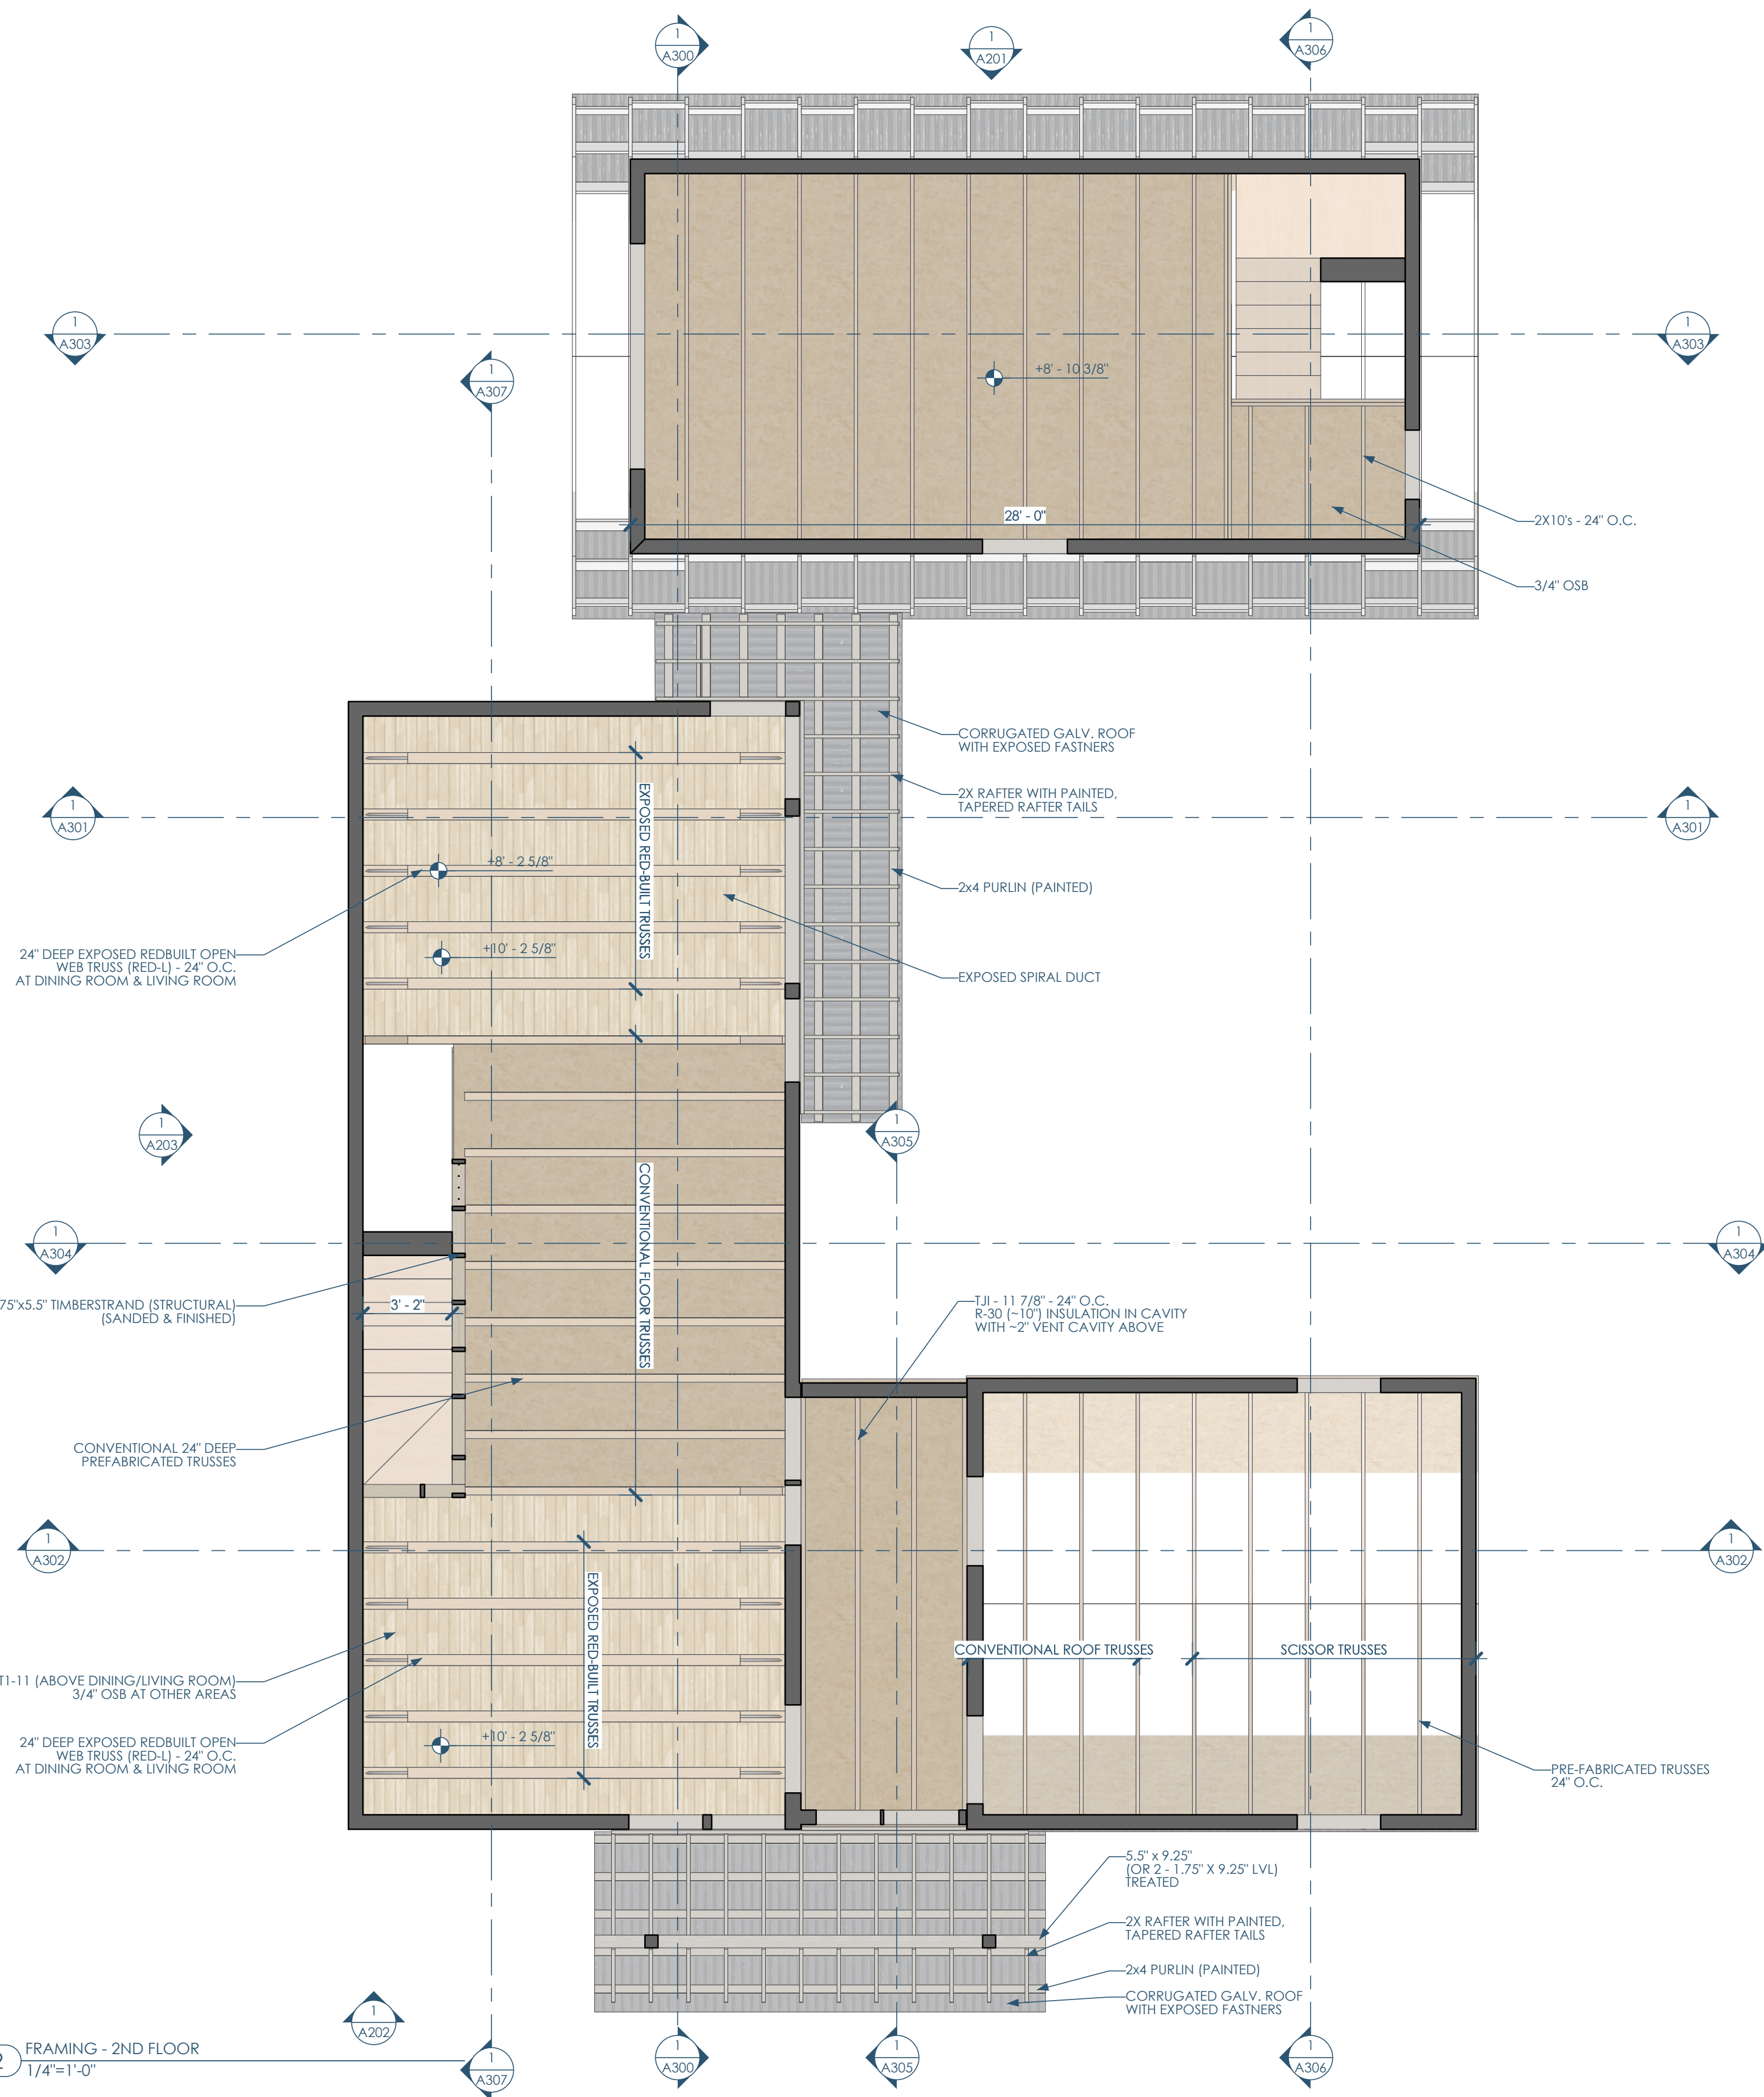 1
A300
1
A201
1
A306
1
A303
1
A303
1
A307
+8' - 10 3/8"
28' - 0"
2X10's - 24" O.C.
3/4" OSB
CORRUGATED GALV. ROOF
WITH EXPOSED FASTNERS
2X RAFTER WITH PAINTED,
TAPERED RAFTER TAILS
1
A301
1
A301
EXPOSED RED-BUILT TRUSSES
+8' - 2 5/8"
2x4 PURLIN (PAINTED)
24" DEEP EXPOSED REDBUILT OPEN
WEB TRUSS (RED-L) - 24" O.C.
AT DINING ROOM & LIVING ROOM
+10' - 2 5/8"
EXPOSED SPIRAL DUCT
1
A203
1
A305
CONVENTIONAL FLOOR TRUSSES
1
A304
1
A304
75"x5.5" TIMBERSTRAND (STRUCTURAL)
(SANDED & FINISHED)
3' - 2"
TJI - 11 7/8" - 24" O.C.
R-30 (~10") INSULATION IN CAVITY
WITH ~2" VENT CAVITY ABOVE
CONVENTIONAL 24" DEEP
PREFABRICATED TRUSSES
1
A302
1
A302
EXPOSED RED-BUILT TRUSSES
CONVENTIONAL ROOF TRUSSES
SCISSOR TRUSSES
T1-11 (ABOVE DINING/LIVING ROOM)
3/4" OSB AT OTHER AREAS
24" DEEP EXPOSED REDBUILT OPEN
WEB TRUSS (RED-L) - 24" O.C.
AT DINING ROOM & LIVING ROOM
+10' - 2 5/8"
PRE-FABRICATED TRUSSES
24" O.C.
5.5" x 9.25"
(OR 2 - 1.75" X 9.25" LVL)
TREATED
2X RAFTER WITH PAINTED,
TAPERED RAFTER TAILS
2x4 PURLIN (PAINTED)
CORRUGATED GALV. ROOF
WITH EXPOSED FASTNERS
1
A202
2
FRAMING - 2ND FLOOR
1/4"=1'-0"
1
A307
1
A300
1
A305
1
A306